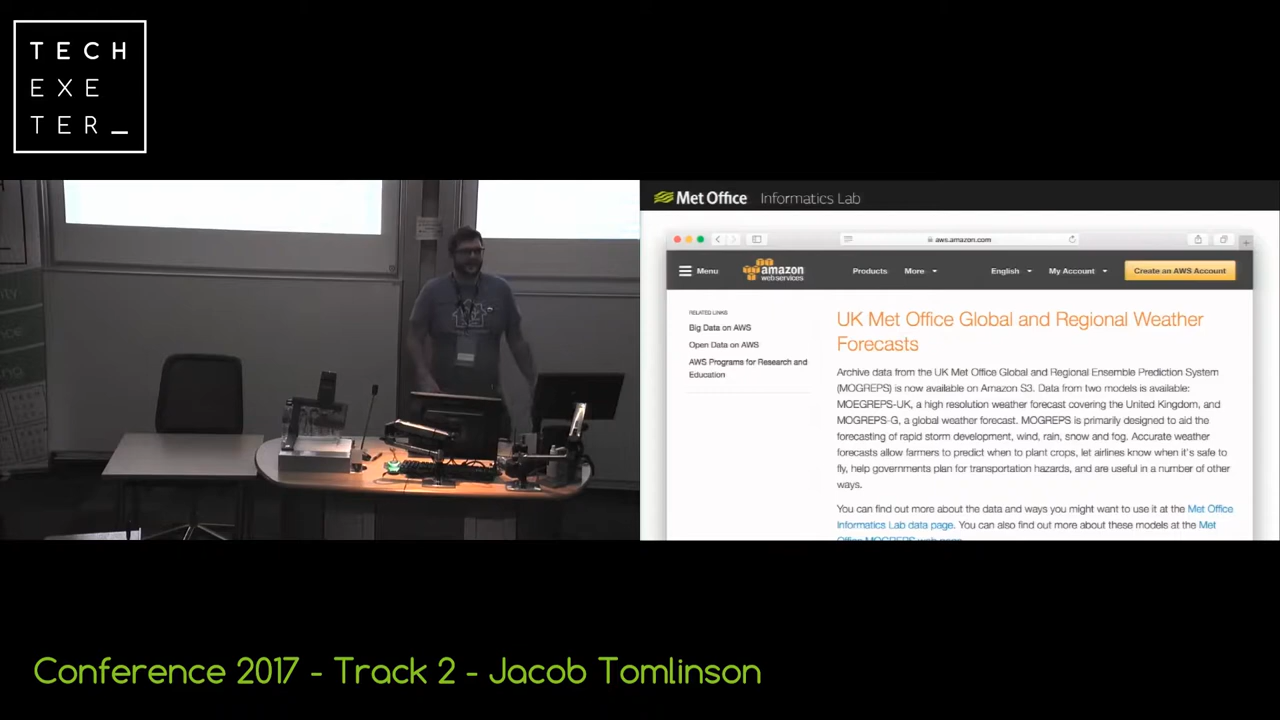 TECH
EXE
TER_
Met Office Informatics Lab
aws.amazon.com
Menu
amazon
webservices
Products
More
English
My Account
Create an AWS Account
RELATED LINKS
Big Data on AWS
Open Data on AWS
AWS Programs for Research and
Education
UK Met Office Global and Regional Weather
Forecasts
Archive data from the UK Met Office Global and Regional Ensemble Prediction System
(MOGREPS) is now available on Amazon S3. Data from two models is available:
MOEGREPS-UK, a high resolution weather forecast covering the United Kingdom, and
MOGREPS-G, a global weather forecast. MOGREPS is primarily designed to aid the
forecasting of rapid storm development, wind, rain, snow and fog. Accurate weather
forecasts allow farmers to predict when to plant crops, let airlines know when it's safe to
fly, help governments plan for transportation hazards, and are useful in a number of other
ways.
You can find out more about the data and ways you might want to use it at the Met Office
Informatics Lab data page. You can also find out more about these models at the Met
Office MOGREPS web page
Conference 2017 - Track 2 - Jacob Tomlinson